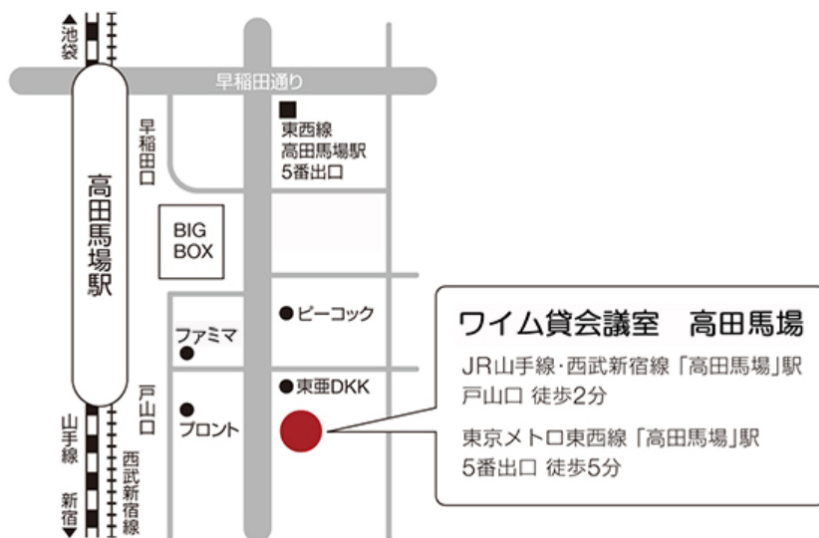 ▲池袋
早稲田通り
早稲田口
東西線
高田馬場駅
5番出口
高田馬場駅
BIG
BOX
ピーコック
ファミマ
東亜DKK
戸山口
プロント
山手線
新宿▼
西武新宿線
ワイム貸会議室 高田馬場
JR山手線・西武新宿線「高田馬場」駅
戸山口 徒歩2分
東京メトロ東西線「高田馬場」駅
5番出口 徒歩5分